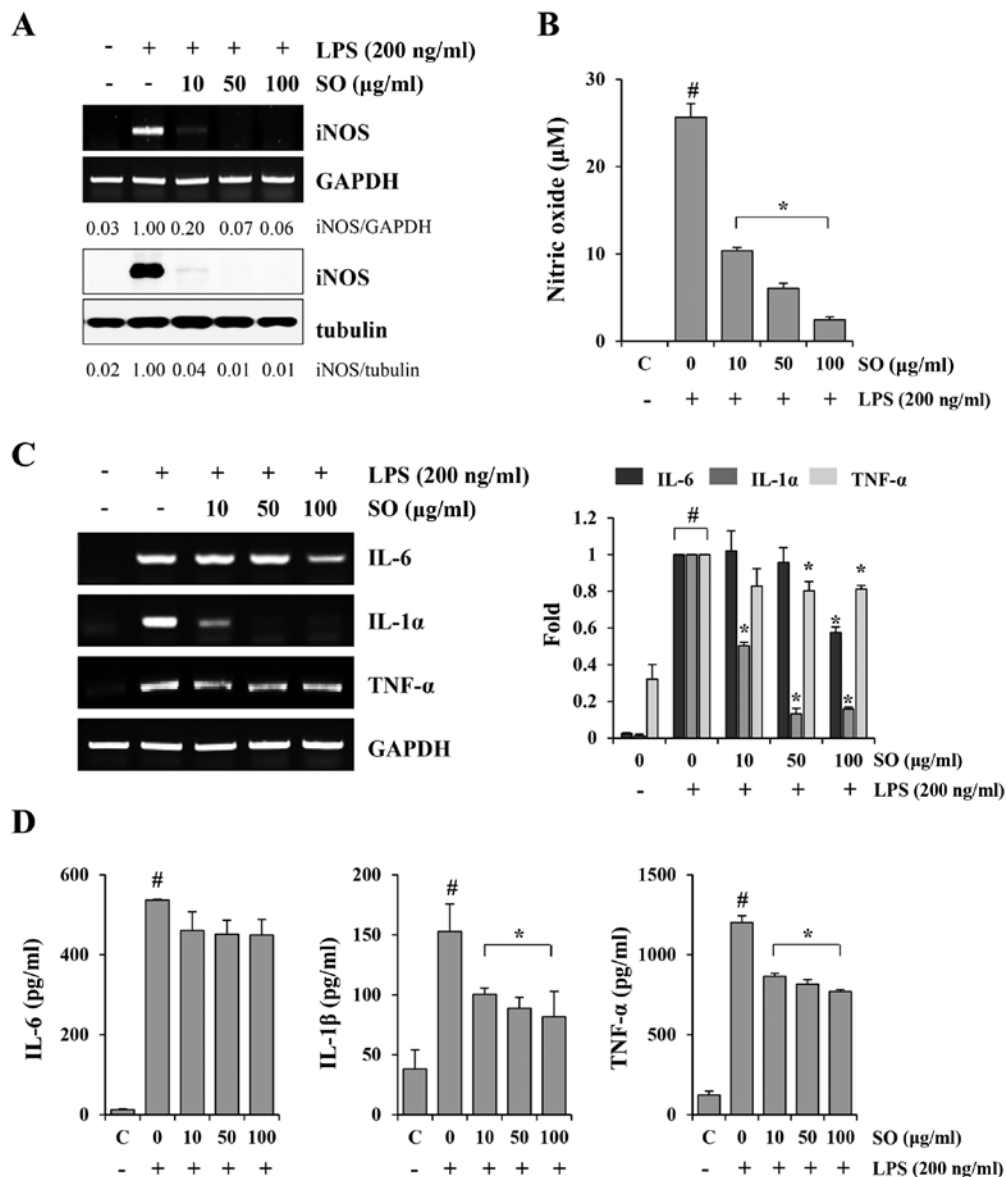 A
- + + + + LPS (200 ng/ml)
- - 10 50 100 SO (μg/ml)
iNOS
GAPDH
0.03 1.00 0.20 0.07 0.06 iNOS/GAPDH
iNOS
tubulin
0.02 1.00 0.04 0.01 0.01 iNOS/tubulin
B
Nitric oxide (μM)
30
20
10
0
#
*
C 0 10 50 100 SO (μg/ml)
- + + + + LPS (200 ng/ml)
C
- + + + + LPS (200 ng/ml)
- - 10 50 100 SO (μg/ml)
IL-6
IL-1α
TNF-α
GAPDH
IL-6 IL-1α TNF-α
Fold
1.2
1
0.8
0.6
0.4
0.2
0
#
*
*
*
*
*
*
0 0 10 50 100 SO (μg/ml)
- + + + + LPS (200 ng/ml)
D
IL-6 (pg/ml)
600
400
200
0
#
C 0 10 50 100
- + + + +
IL-1β (pg/ml)
200
150
100
50
0
#
*
C 0 10 50 100
- + + + +
TNF-α (pg/ml)
1500
1000
500
0
#
*
C 0 10 50 100 SO (μg/ml)
- + + + + LPS (200 ng/ml)